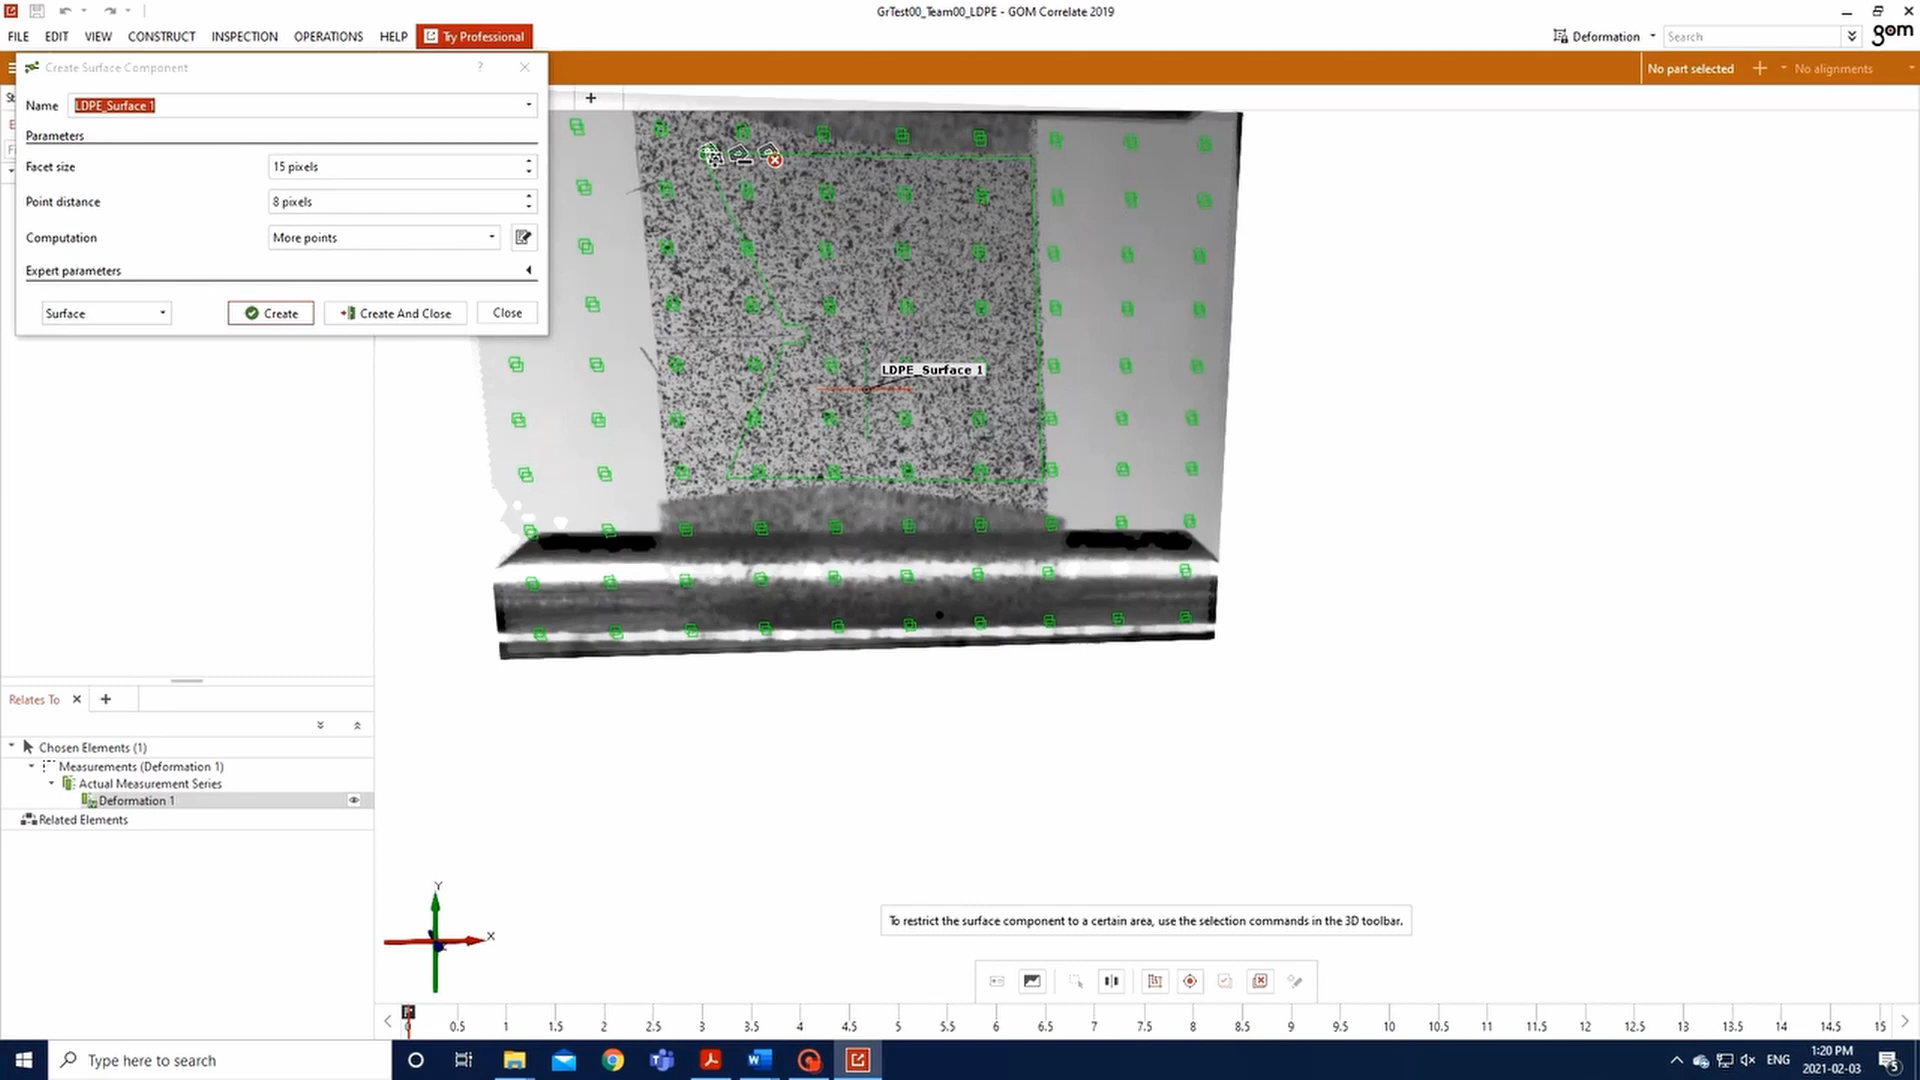 GrTest00_Team00_LDPE - GOM Correlate 2019
FILE EDIT VIEW CONSTRUCT INSPECTION OPERATIONS HELP Try Professional
Deformation Search gom
Create Surface Component ?
No part selected No alignments
Name LDPE_Surface 1
Parameters
Facet size 15 pixels
Point distance 8 pixels
Computation More points
Expert parameters
Surface Create Create And Close Close
LDPE_Surface 1
Relates To
Chosen Elements (1)
Measurements (Deformation 1)
Actual Measurement Series
Deformation 1
Related Elements
Y
X
To restrict the surface component to a certain area, use the selection commands in the 3D toolbar.
0 0.5 1 1.5 2 2.5 3 3.5 4 4.5 5 5.5 6 6.5 7 7.5 8 8.5 9 9.5 10 10.5 11 11.5 12 12.5 13 13.5 14 14.5 15
Type here to search
ENG
1:20 PM
2021-02-03
5